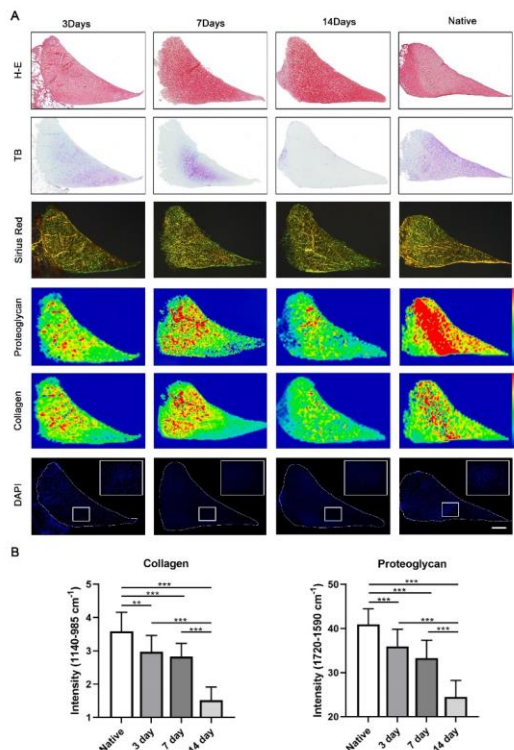 A
3Days 7Days 14Days Native
H-E
TB
Sirius Red
Proteoglycan
Collagen
DAPI
B
Collagen
Intensity (1140-985 cm-1)
5
4
3
2
1
** *** *** *** ***
Native 3 day 7 day 14 day
Proteoglycan
Intensity (1720-1590 cm-1)
50
40
30
20
*** *** *** *** ***
Native 3 day 7 day 14 day